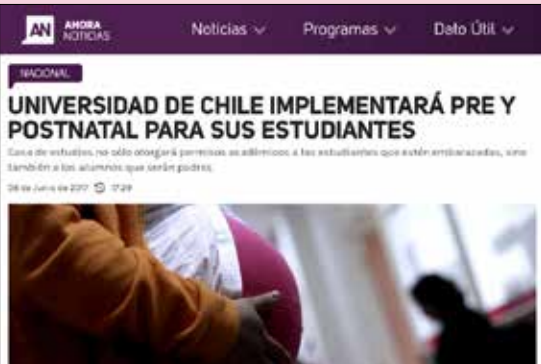 AN AHORA NOTICIAS Noticias Programas Dato Útil
NACIONAL
UNIVERSIDAD DE CHILE IMPLEMENTARÁ PRE Y
POSTNATAL PARA SUS ESTUDIANTES
Casa de estudios no sólo otorgará permisos académicos a las estudiantes que estén embarazadas, sino
también a los alumnos que serán padres.
de Junio de 2017 17:29